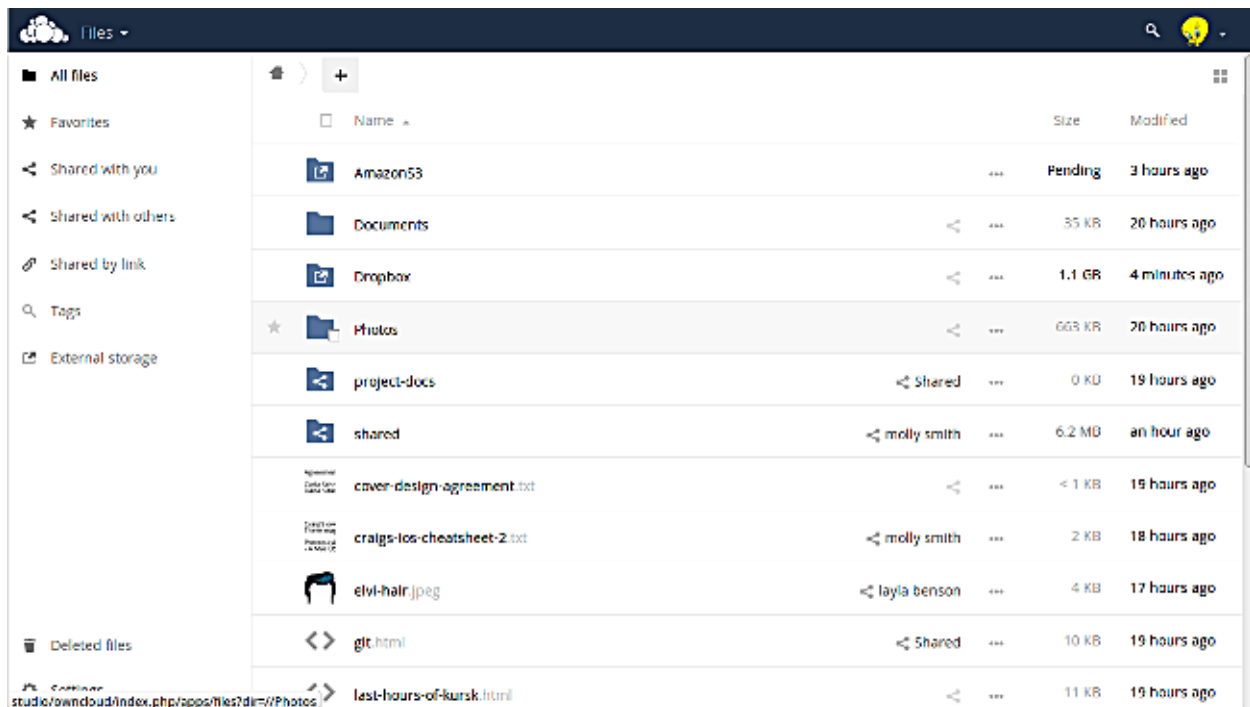 Files
All files
Favorites
Shared with you
Shared with others
Shared by link
Tags
External storage
Deleted files
Settings
studio/owncloud/index.php/apps/files?dir=//Photos
+
Name Size Modified
AmazonS3 ... Pending 3 hours ago
Documents ... 35 KB 20 hours ago
Dropbox ... 1.1 GB 4 minutes ago
Photos ... 663 KB 20 hours ago
project-docs Shared ... 0 KB 19 hours ago
shared molly smith ... 6.2 MB an hour ago
cover-design-agreement.txt ... < 1 KB 19 hours ago
craigs-ios-cheatsheet-2.txt molly smith ... 2 KB 18 hours ago
elvi-hair.jpeg layla benson ... 4 KB 17 hours ago
git.html Shared ... 10 KB 19 hours ago
last-hours-of-kursk.html ... 11 KB 19 hours ago